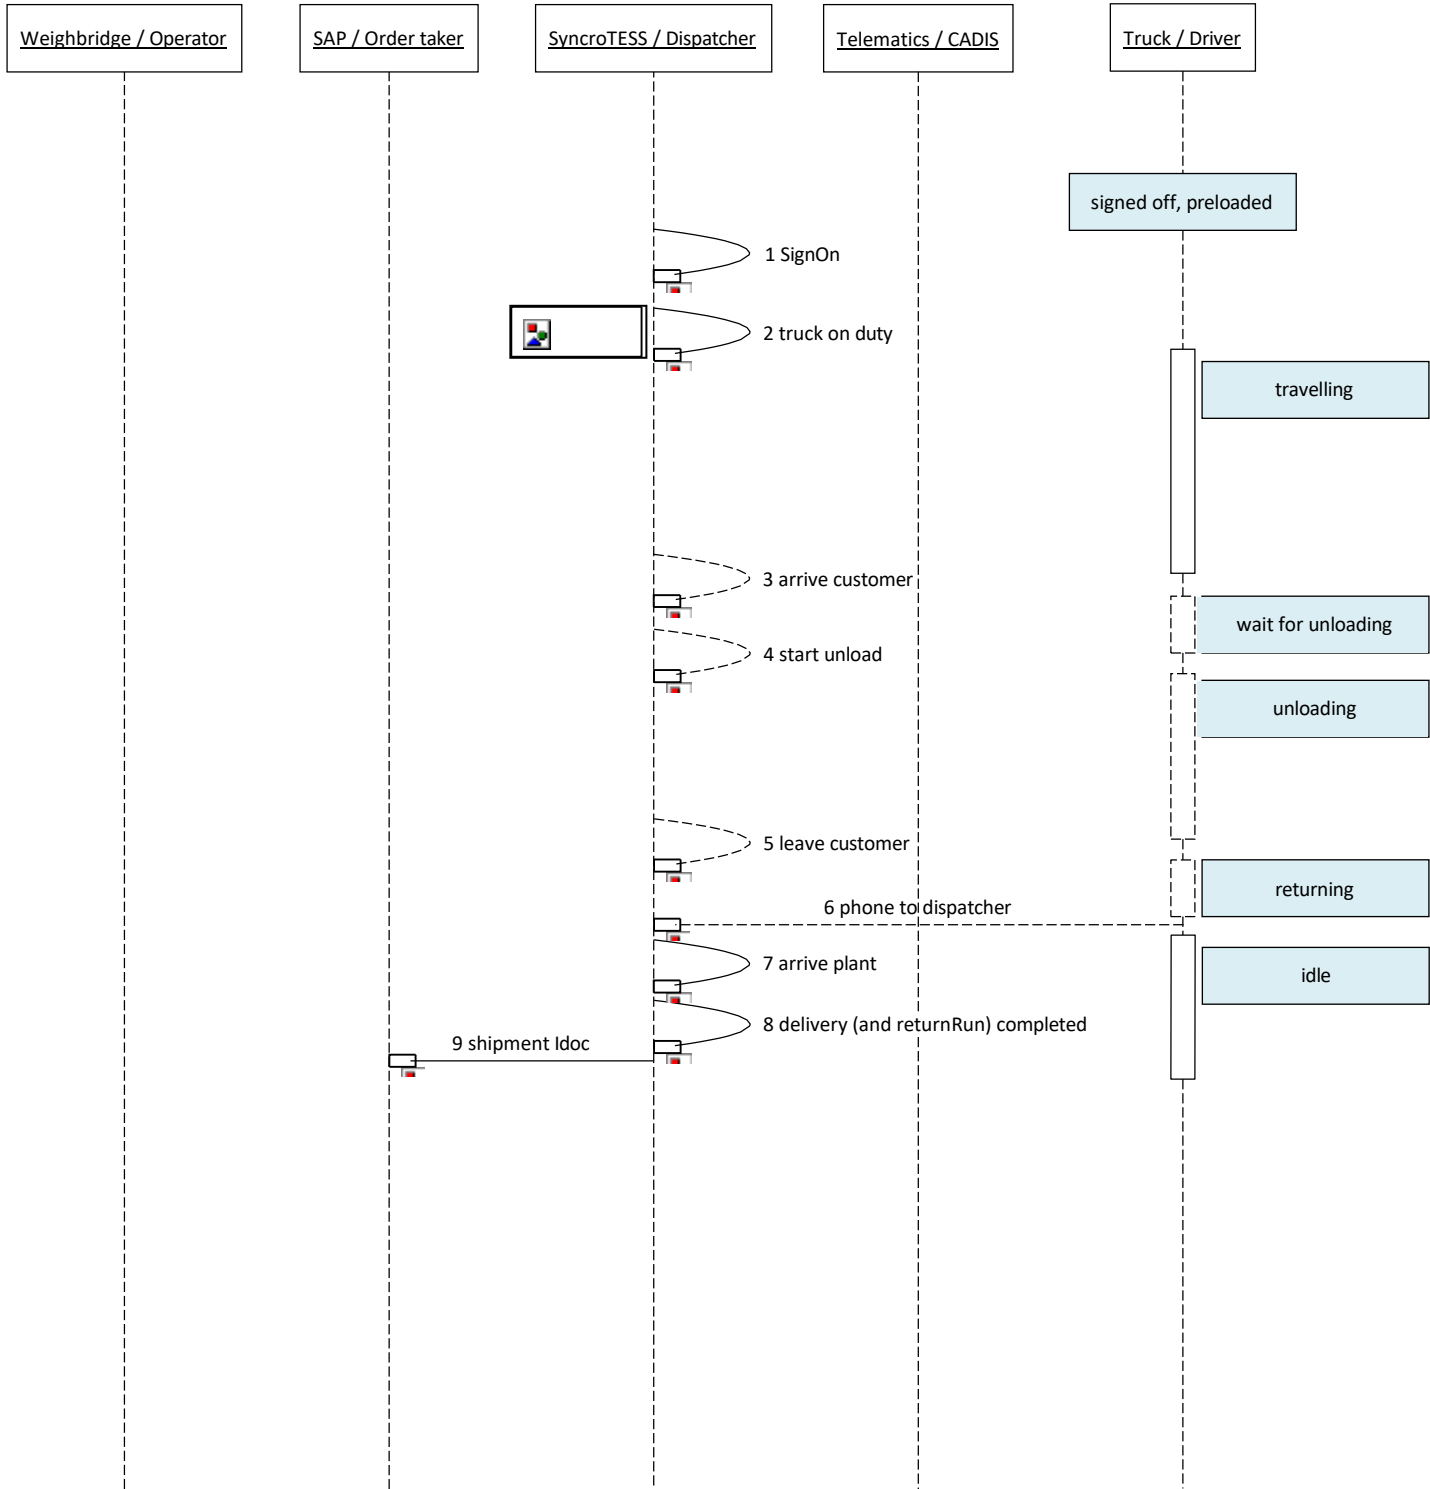 Weighbridge / Operator
SAP / Order taker
SyncroTESS / Dispatcher
Telematics / CADIS
Truck / Driver
signed off, preloaded
1 SignOn
2 truck on duty
travelling
3 arrive customer
wait for unloading
4 start unload
unloading
5 leave customer
returning
6 phone to dispatcher
7 arrive plant
idle
8 delivery (and returnRun) completed
9 shipment Idoc